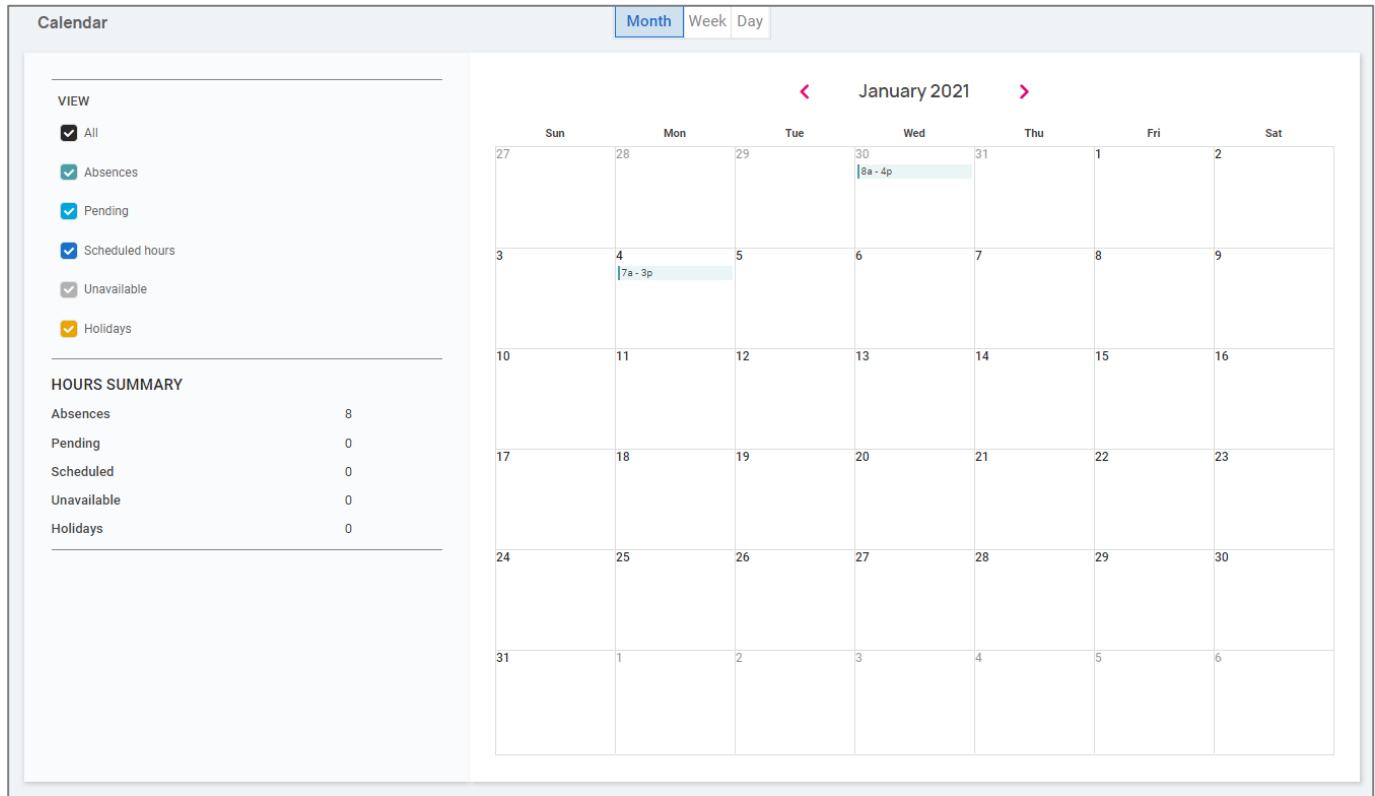 Calendar
Month Week Day
VIEW
All
Absences
Pending
Scheduled hours
Unavailable
Holidays
HOURS SUMMARY
Absences 8
Pending 0
Scheduled 0
Unavailable 0
Holidays 0
January 2021
Sun Mon Tue Wed Thu Fri Sat
27 28 29 30 31 1 2
8a - 4p
3 4 5 6 7 8 9
7a - 3p
10 11 12 13 14 15 16
17 18 19 20 21 22 23
24 25 26 27 28 29 30
31 1 2 3 4 5 6